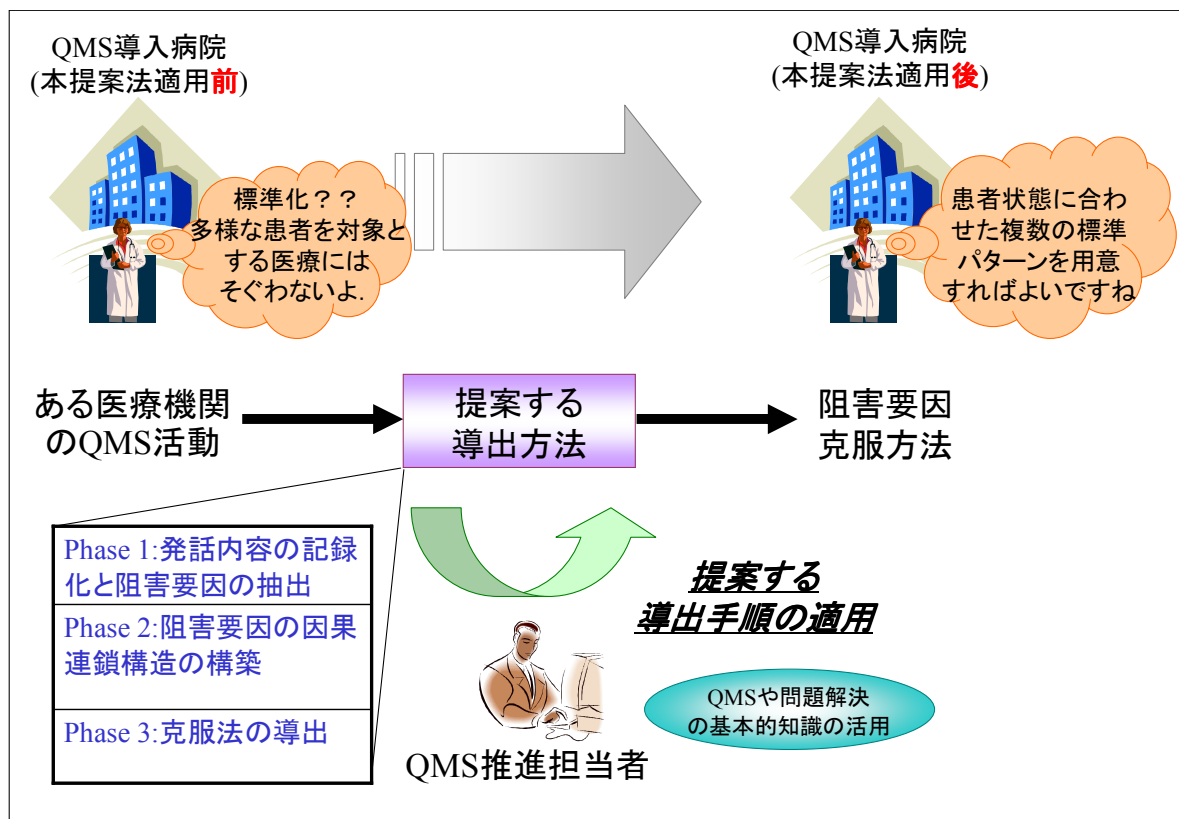 QMS導入病院
(本提案法適用前)
標準化？？
多様な患者を対象と
する医療には
そぐわないよ.
QMS導入病院
(本提案法適用後)
患者状態に合わ
せた複数の標準
パターンを用意
すればよいですね
ある医療機関
のQMS活動
提案する
導出方法
阻害要因
克服方法
Phase 1:発話内容の記録
化と阻害要因の抽出
Phase 2:阻害要因の因果
連鎖構造の構築
Phase 3:克服法の導出
提案する
導出手順の適用
QMSや問題解決
の基本的知識の活用
QMS推進担当者